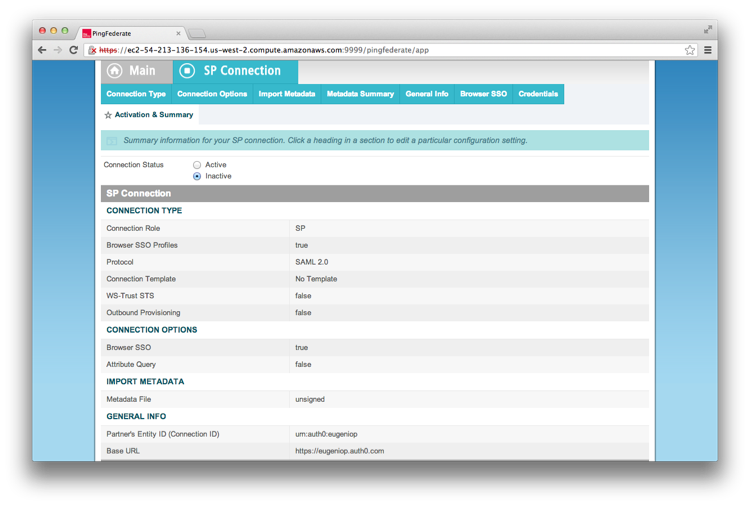 PingFederate
https://ec2-54-213-136-154.us-west-2.compute.amazonaws.com:9999/pingfederate/app
Main SP Connection
Connection Type Connection Options Import Metadata Metadata Summary General Info Browser SSO Credentials
Activation & Summary
Summary information for your SP connection. Click a heading in a section to edit a particular configuration setting.
Connection Status Active
Inactive
SP Connection
CONNECTION TYPE
Connection Role SP
Browser SSO Profiles true
Protocol SAML 2.0
Connection Template No Template
WS-Trust STS false
Outbound Provisioning false
CONNECTION OPTIONS
Browser SSO true
Attribute Query false
IMPORT METADATA
Metadata File unsigned
GENERAL INFO
Partner's Entity ID (Connection ID) urn:auth0:eugeniop
Base URL https://eugeniop.auth0.com